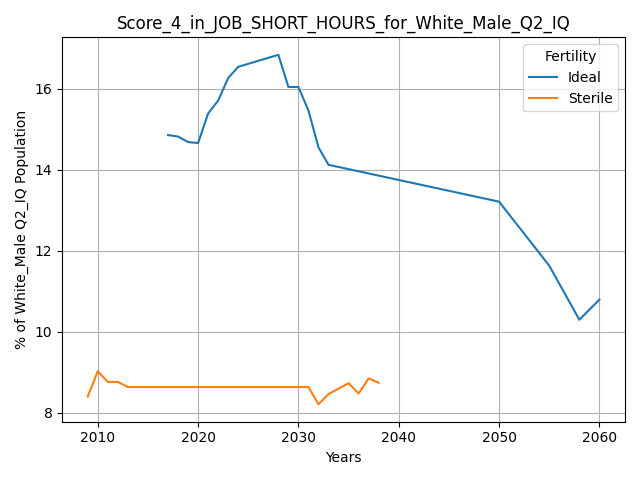 Score_4_in_JOB_SHORT_HOURS_for_White_Male_Q2_IQ
Fertility
Ideal
Sterile
% of White_Male Q2_IQ Population
16
14
12
10
8
2010 2020 2030 2040 2050 2060
Years